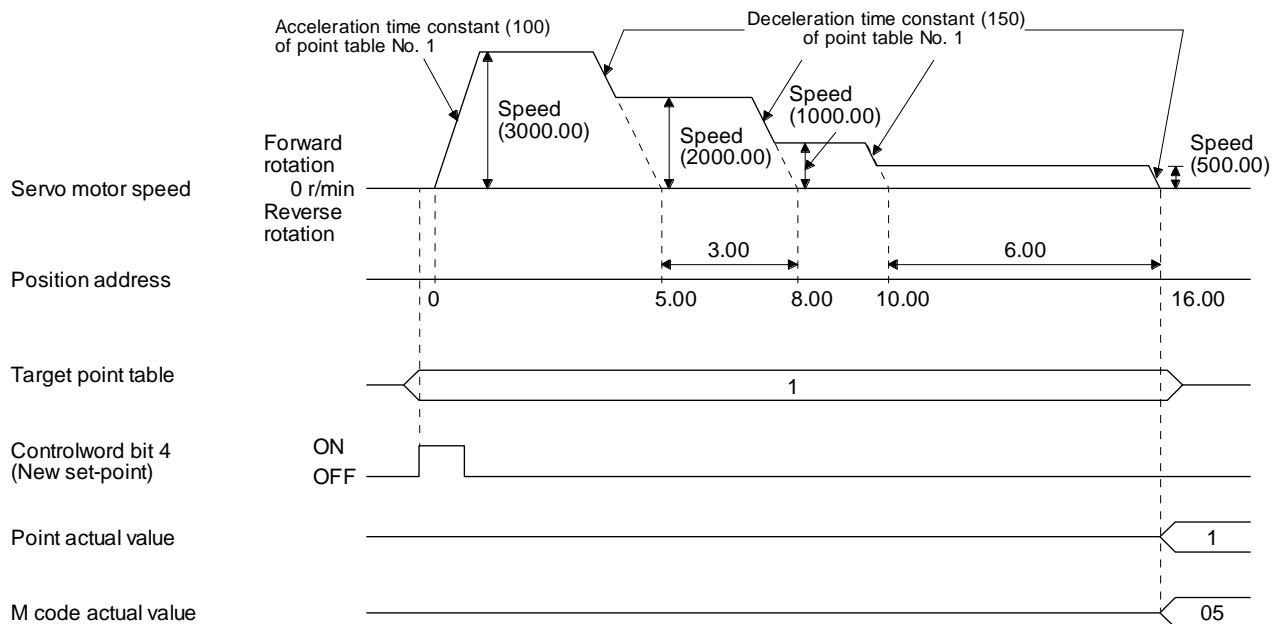 Acceleration time constant (100)
of point table No. 1
Deceleration time constant (150)
of point table No. 1
Speed
(3000.00)
Speed
(2000.00)
Speed
(1000.00)
Speed
(500.00)
Forward
rotation
Servo motor speed
0 r/min
Reverse
rotation
3.00
6.00
Position address
0
5.00
8.00
10.00
16.00
Target point table
1
Controlword bit 4
(New set-point)
ON
OFF
Point actual value
1
M code actual value
05